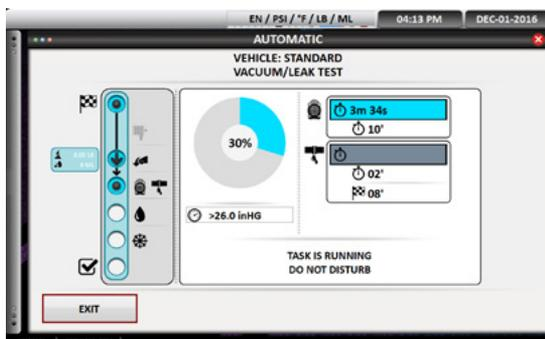 EN / PSI / °F / LB / ML 04:13 PM DEC-01-2016
AUTOMATIC
VEHICLE: STANDARD
VACUUM/LEAK TEST
30%
>26.0 inHG
3m 34s
10'
02'
08'
TASK IS RUNNING
DO NOT DISTURB
EXIT